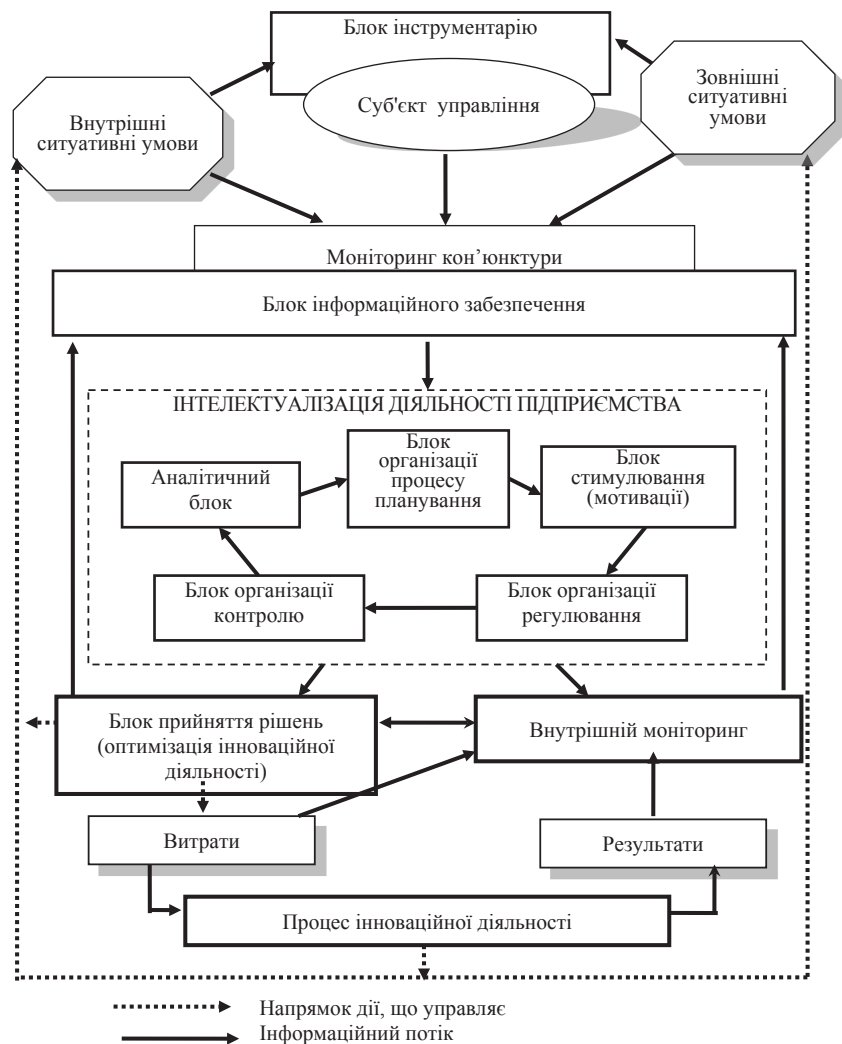 Блок інструментарію
Суб'єкт управління
Внутрішні
ситуативні умови
Зовнішні
ситуативні
умови
Моніторинг кон’юнктури
Блок інформаційного забезпечення
ІНТЕЛЕКТУАЛІЗАЦІЯ ДІЯЛЬНОСТІ ПІДПРИЄМСТВА
Аналітичний
блок
Блок
організації
процесу
планування
Блок
стимулювання
(мотивації)
Блок організації
контролю
Блок організації
регулювання
Блок прийняття рішень
(оптимізація інноваційної
діяльності)
Внутрішній моніторинг
Витрати
Результати
Процес інноваційної діяльності
Напрямок дії, що управляє
Інформаційний потік